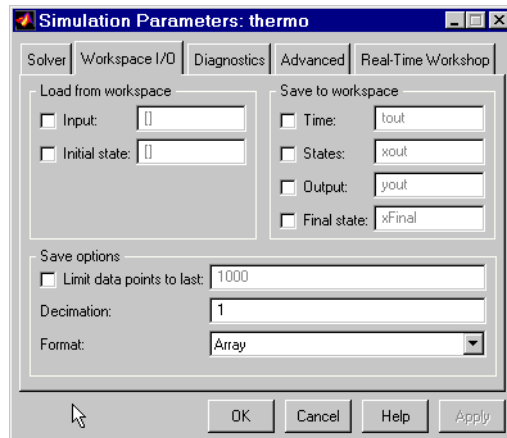 Simulation Parameters: thermo
Solver Workspace I/O Diagnostics Advanced Real-Time Workshop
Load from workspace
Input: []
Initial state: []
Save to workspace
Time: tout
States: xout
Output: yout
Final state: xFinal
Save options
Limit data points to last: 1000
Decimation: 1
Format: Array
OK Cancel Help Apply